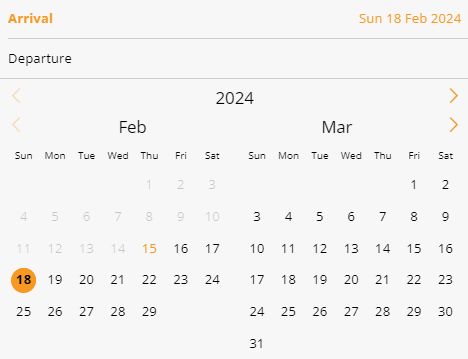 Arrival Sun 18 Feb 2024
Departure
2024
Feb Mar
Sun Mon Tue Wed Thu Fri Sat Sun Mon Tue Wed Thu Fri Sat
1 2 3 1 2
4 5 6 7 8 9 10 3 4 5 6 7 8 9
11 12 13 14 15 16 17 10 11 12 13 14 15 16
18 19 20 21 22 23 24 17 18 19 20 21 22 23
25 26 27 28 29 24 25 26 27 28 29 30
31